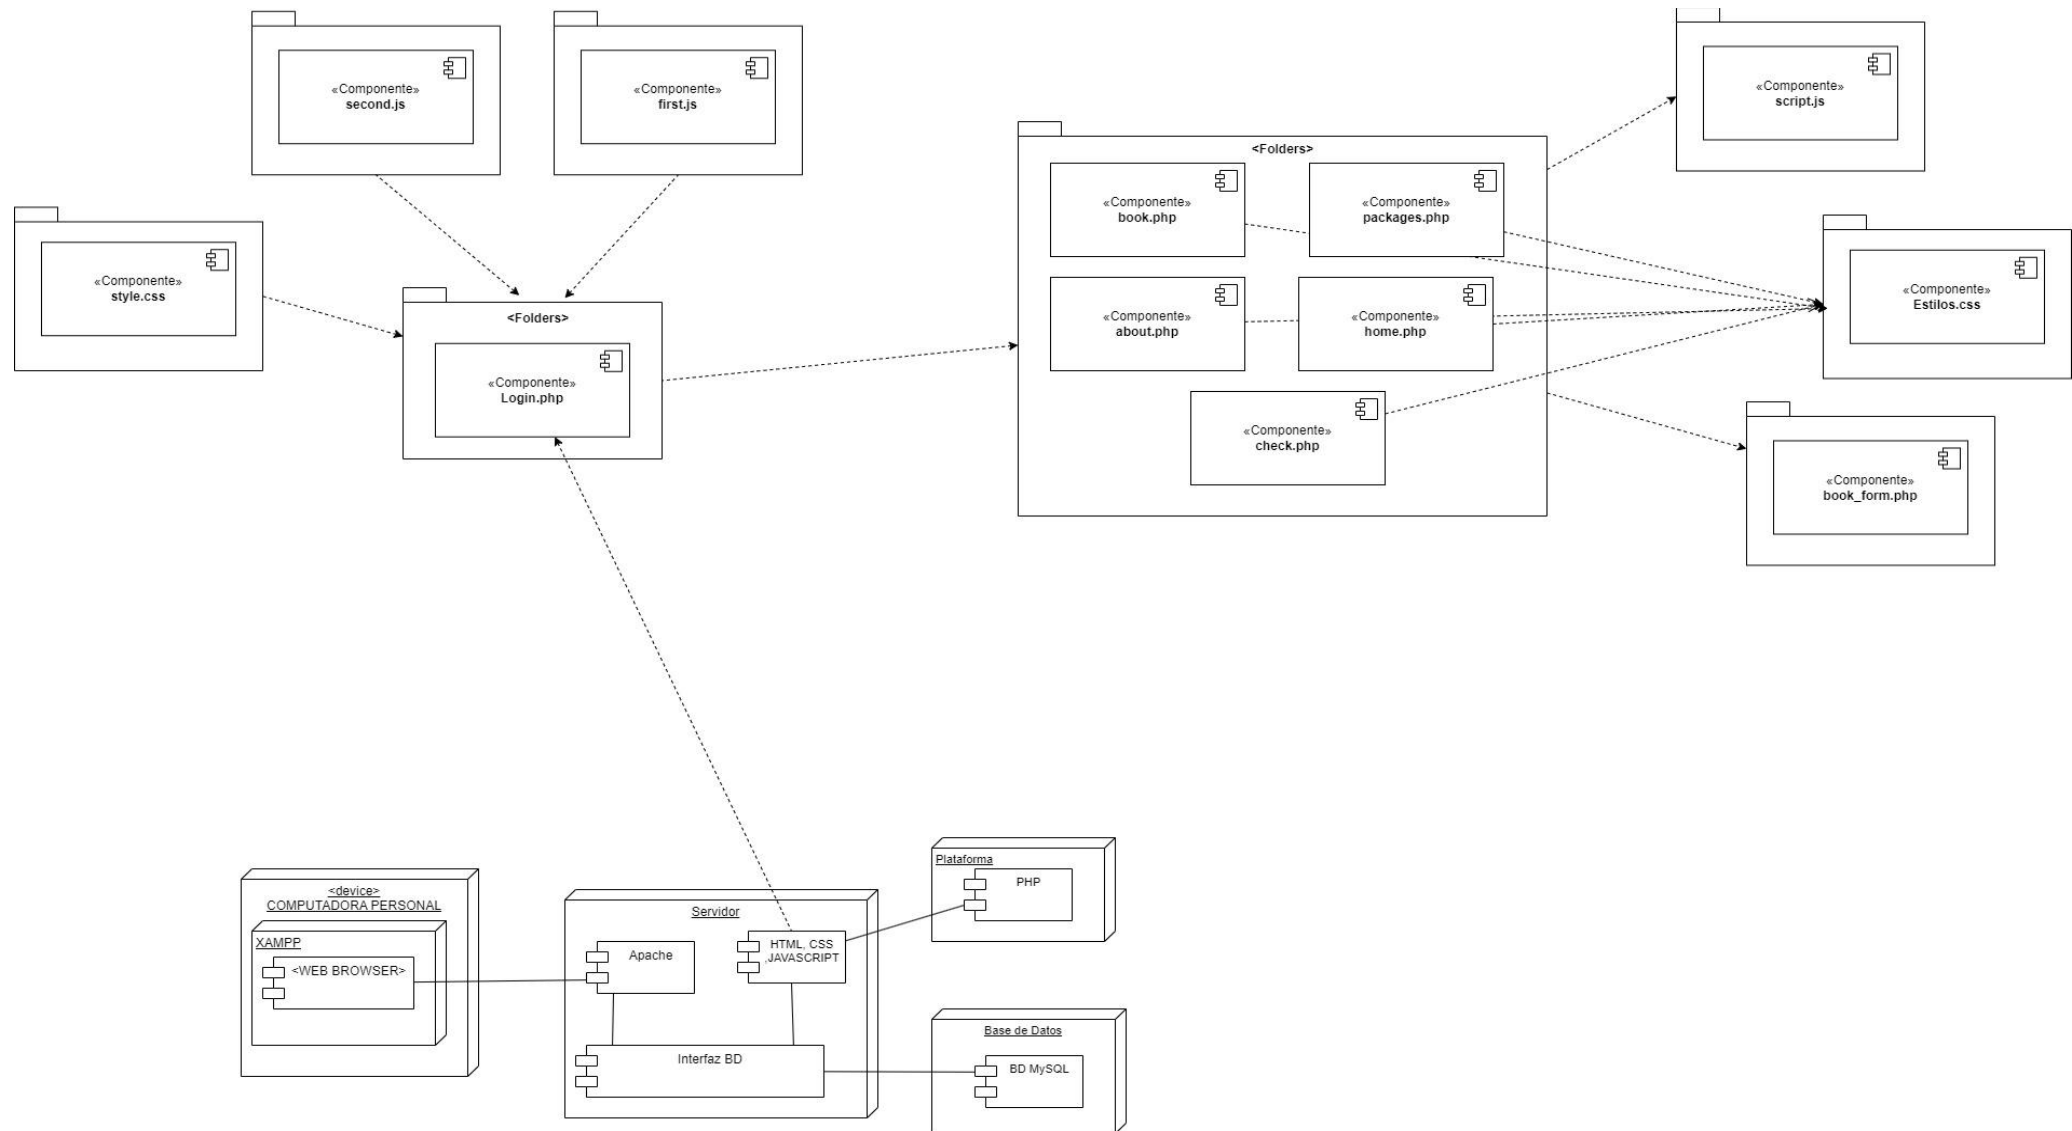 «Componente»
second.js
«Componente»
first.js
«Componente»
script.js
<Folders>
«Componente»
book.php
«Componente»
packages.php
«Componente»
style.css
«Componente»
Estilos.css
<Folders>
«Componente»
Login.php
«Componente»
about.php
«Componente»
home.php
«Componente»
check.php
«Componente»
book_form.php
<device>
COMPUTADORA PERSONAL
XAMPP
<WEB BROWSER>
Servidor
Apache
HTML, CSS
,JAVASCRIPT
Interfaz BD
Plataforma
PHP
Base de Datos
BD MySQL